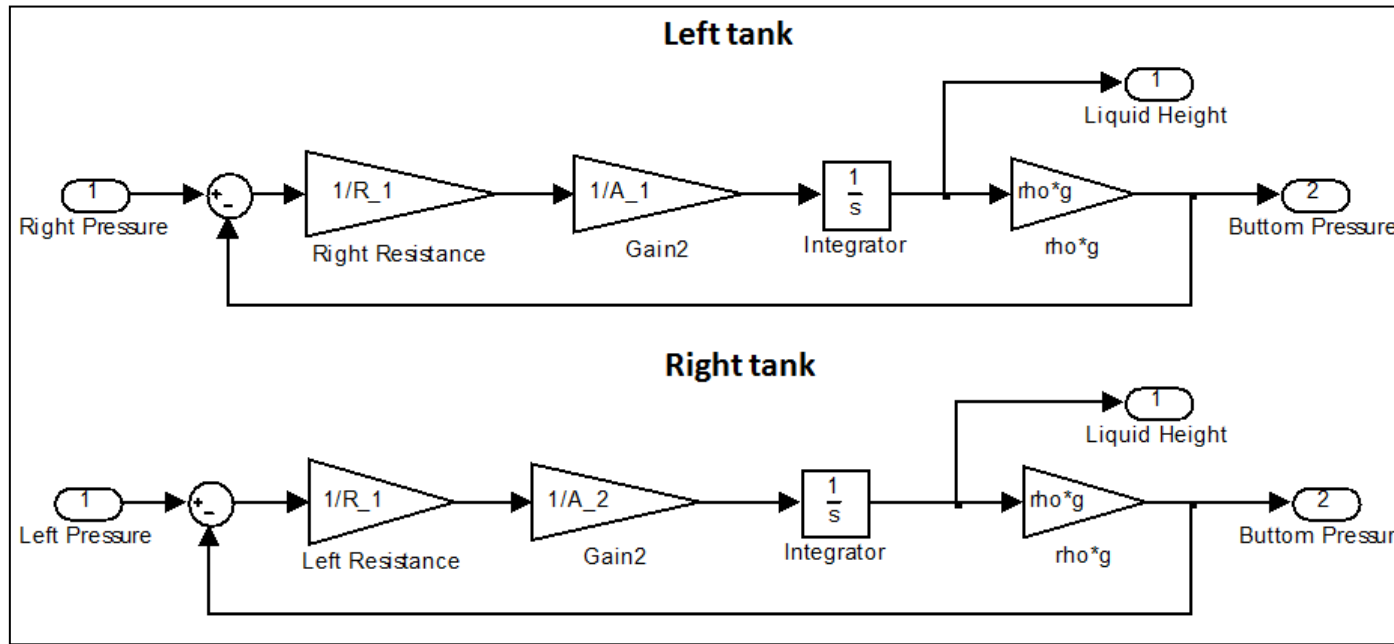 Left tank
1
Liquid Height
1
Right Pressure
+
-
1/R_1
Right Resistance
1/A_1
Gain2
1
s
Integrator
rho*g
rho*g
2
Buttom Pressure
Right tank
1
Liquid Height
1
Left Pressure
+
-
1/R_1
Left Resistance
1/A_2
Gain2
1
s
Integrator
rho*g
rho*g
2
Buttom Pressure